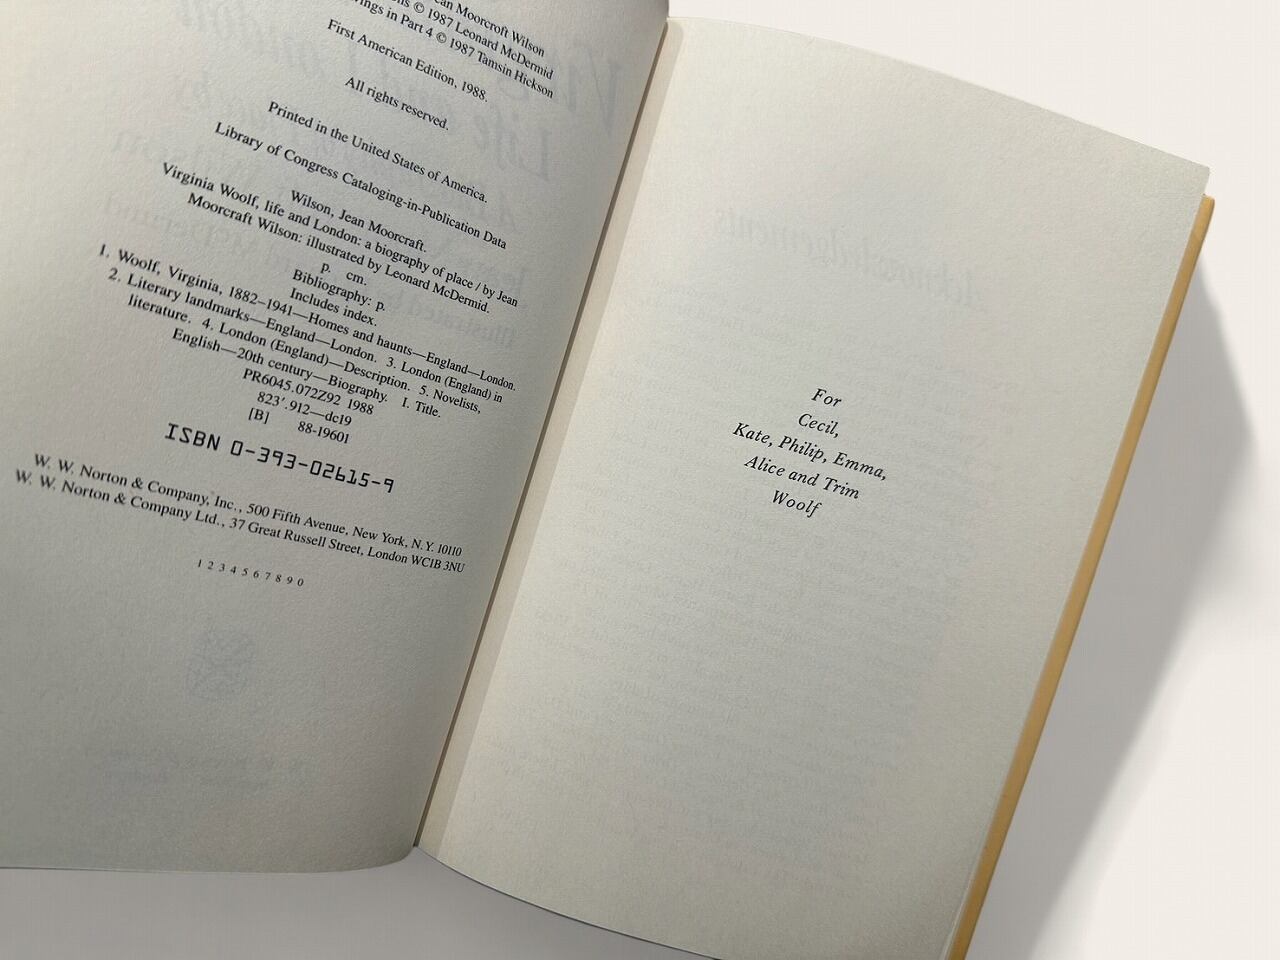 ean Moorcroft Wilson
ns © 1987 Leonard McDermid
ings in Part 4 © 1987 Tamsin Hickson
First American Edition, 1988.
All rights reserved.
Printed in the United States of America.
Library of Congress Cataloging-in-Publication Data
Wilson, Jean Moorcraft.
Virginia Woolf, life and London: a biography of place / by Jean
Moorcraft Wilson: illustrated by Leonard McDermid.
p. cm.
Bibliography: p.
Includes index.
1. Woolf, Virginia, 1882–1941—Homes and haunts—England—London.
2. Literary landmarks—England—London. 3. London (England) in
literature. 4. London (England)—Description. 5. Novelists,
English—20th century—Biography. I. Title.
PR6045.072Z92 1988
823′.912—dc19
[B] 88-19601
ISBN 0-393-02615-9
W. W. Norton & Company, Inc., 500 Fifth Avenue, New York, N. Y. 10110
W. W. Norton & Company Ltd., 37 Great Russell Street, London WC1B 3NU
1 2 3 4 5 6 7 8 9 0
For
Cecil,
Kate, Philip, Emma,
Alice and Trim
Woolf